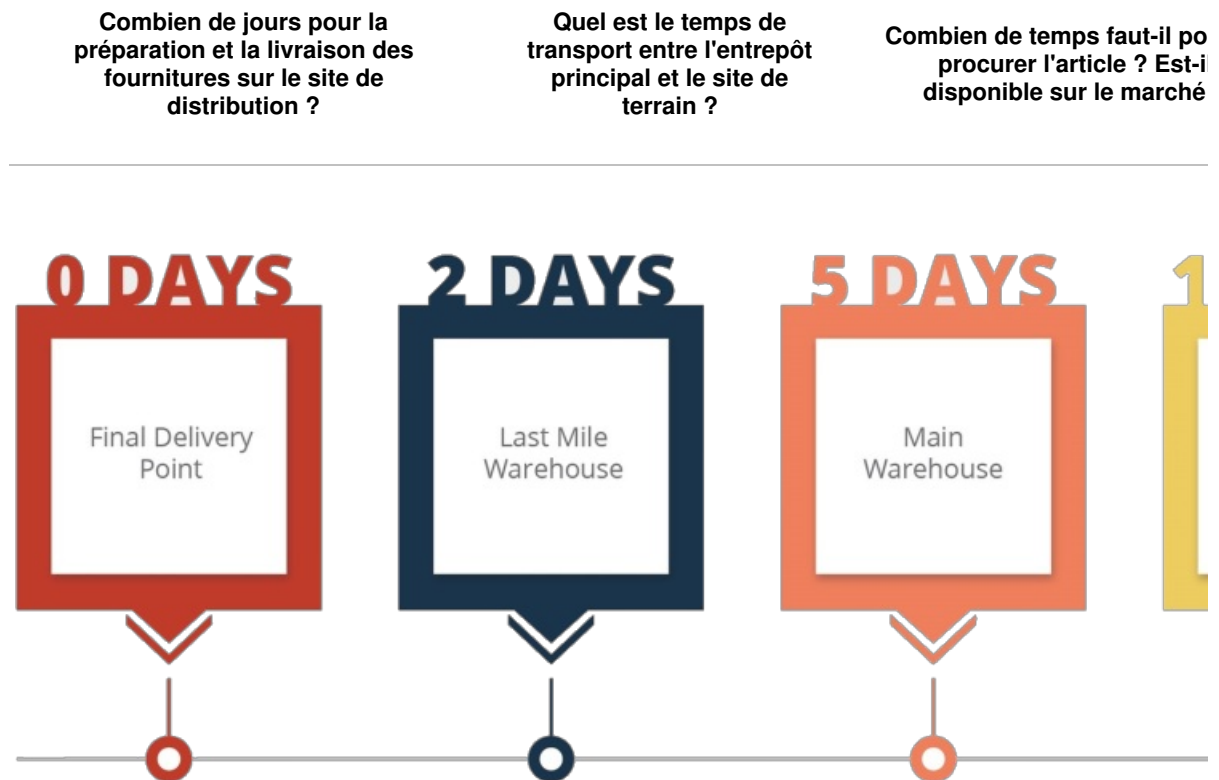 Combien de jours pour la
préparation et la livraison des
fournitures sur le site de
distribution ?
Quel est le temps de
transport entre l'entrepôt
principal et le site de
terrain ?
Combien de temps faut-il po
procurer l'article ? Est-il
disponible sur le marché
0 DAYS
2 DAYS
5 DAYS
1
Final Delivery
Point
Last Mile
Warehouse
Main
Warehouse